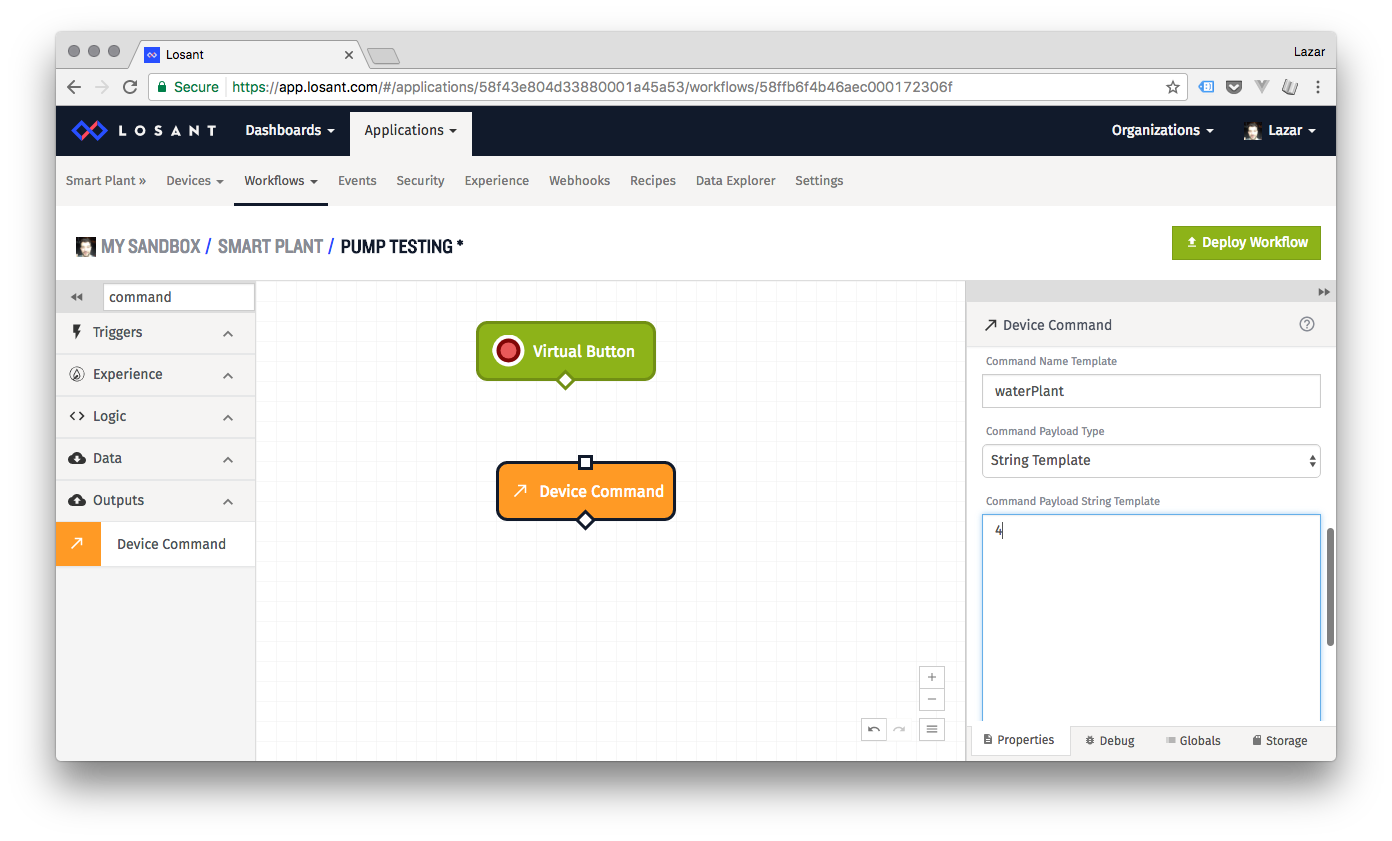 Losant
Lazar
Secure https://app.losant.com/#/applications/58f43e804d33880001a45a53/workflows/58ffb6f4b46aec000172306f
LOSANT Dashboards Applications Organizations Lazar
Smart Plant » Devices Workflows Events Security Experience Webhooks Recipes Data Explorer Settings
MY SANDBOX / SMART PLANT / PUMP TESTING * Deploy Workflow
command
Triggers
Experience
Logic
Data
Outputs
Device Command
Virtual Button
Device Command
Device Command
Command Name Template
waterPlant
Command Payload Type
String Template
Command Payload String Template
4
Properties Debug Globals Storage